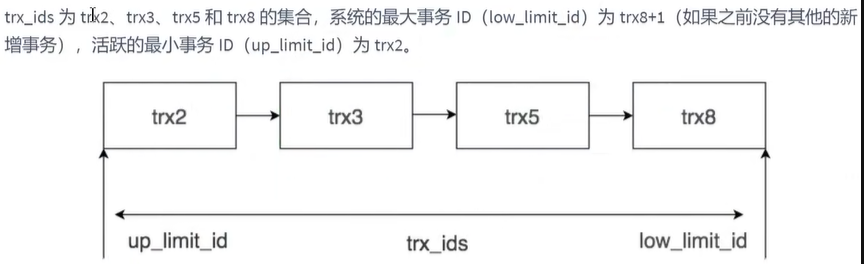 trx_ids 为 trx2、trx3、trx5 和 trx8 的集合，系统的最大事务 ID（low_limit_id）为 trx8+1（如果之前没有其他的新
增事务），活跃的最小事务 ID（up_limit_id）为 trx2。
trx2 trx3 trx5 trx8
up_limit_id trx_ids low_limit_id